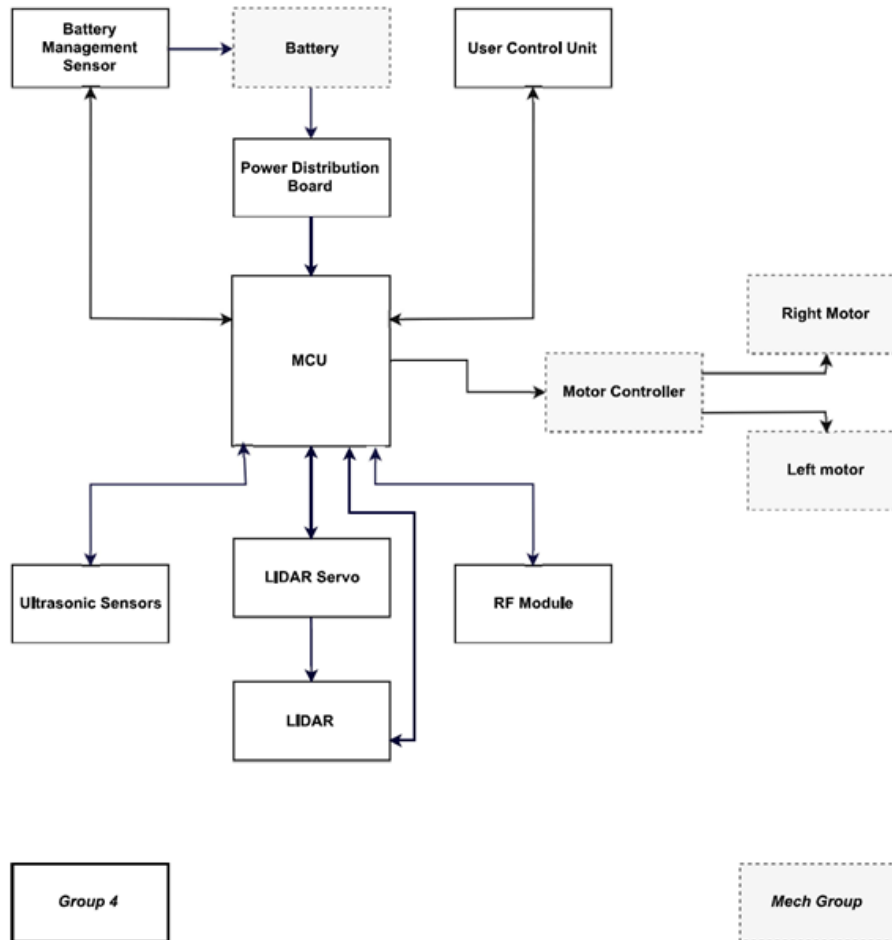 Battery
Management
Sensor
Battery
User Control Unit
Power Distribution
Board
MCU
Right Motor
Motor Controller
Left motor
Ultrasonic Sensors
LIDAR Servo
RF Module
LIDAR
Group 4
Mech Group